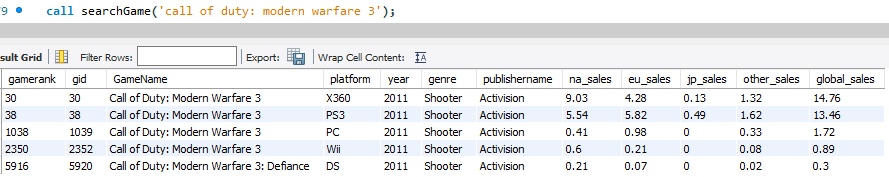 79 call searchGame('call of duty: modern warfare 3');
sult Grid Filter Rows: Export: Wrap Cell Content: IA
gamerank gid GameName platform year genre publishername na_sales eu_sales jp_sales other_sales global_sales
30 30 Call of Duty: Modern Warfare 3 X360 2011 Shooter Activision 9.03 4.28 0.13 1.32 14.76
38 38 Call of Duty: Modern Warfare 3 PS3 2011 Shooter Activision 5.54 5.82 0.49 1.62 13.46
1038 1039 Call of Duty: Modern Warfare 3 PC 2011 Shooter Activision 0.41 0.98 0 0.33 1.72
2350 2352 Call of Duty: Modern Warfare 3 Wii 2011 Shooter Activision 0.6 0.21 0 0.08 0.89
5916 5920 Call of Duty: Modern Warfare 3: Defiance DS 2011 Shooter Activision 0.21 0.07 0 0.02 0.3